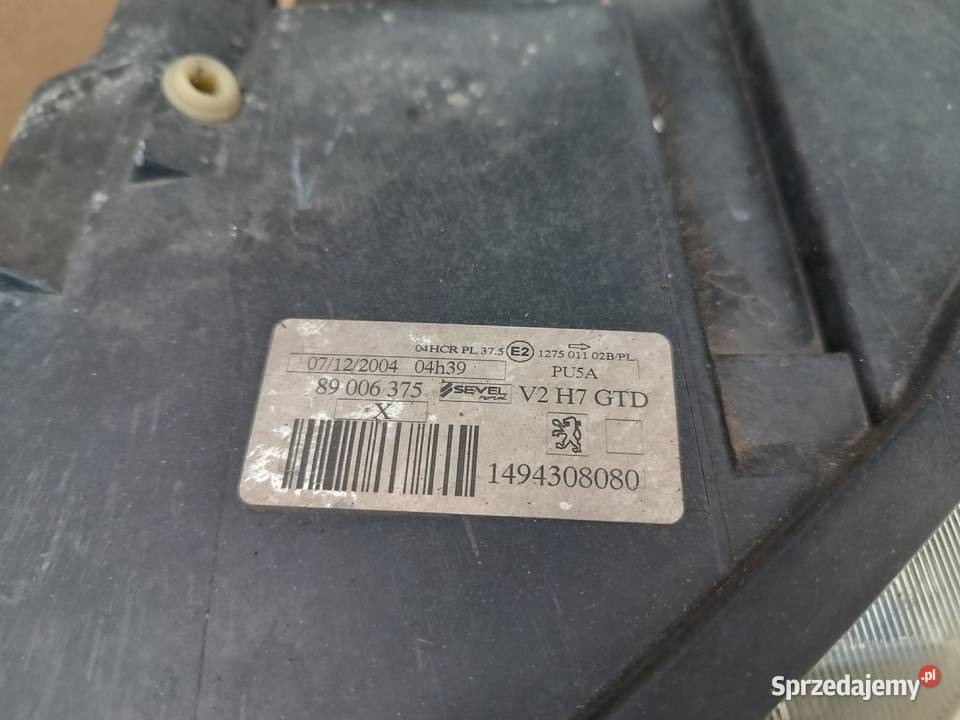 04HCR PL 37.5 E2 1275 011 02B/PL
07/12/2004 04h39 PU5A
89 006 375 SEVEL V2 H7 GTD
X
1494308080
Sprzedajemy.pl